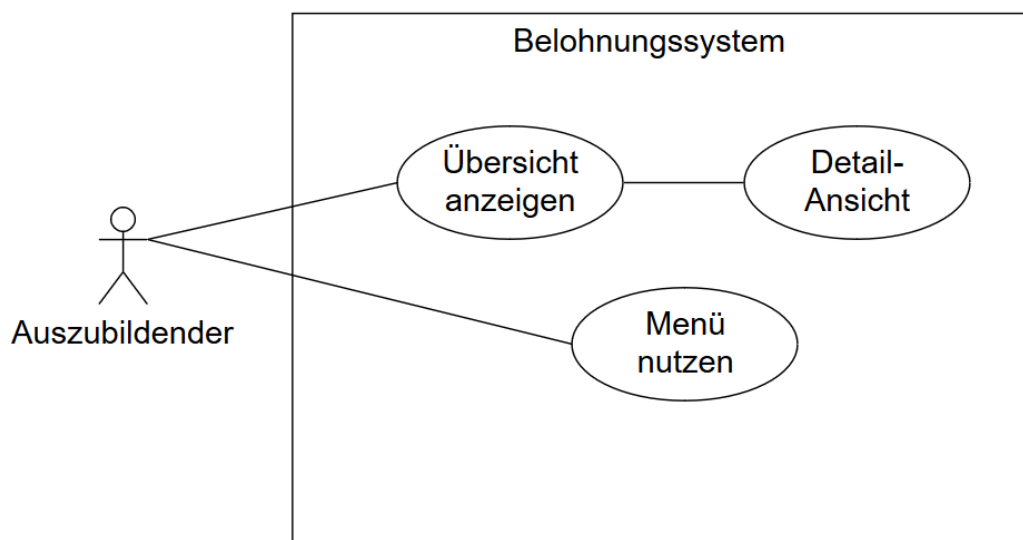 Belohnungssystem
Übersicht
anzeigen
Detail-
Ansicht
Auszubildender
Menü
nutzen